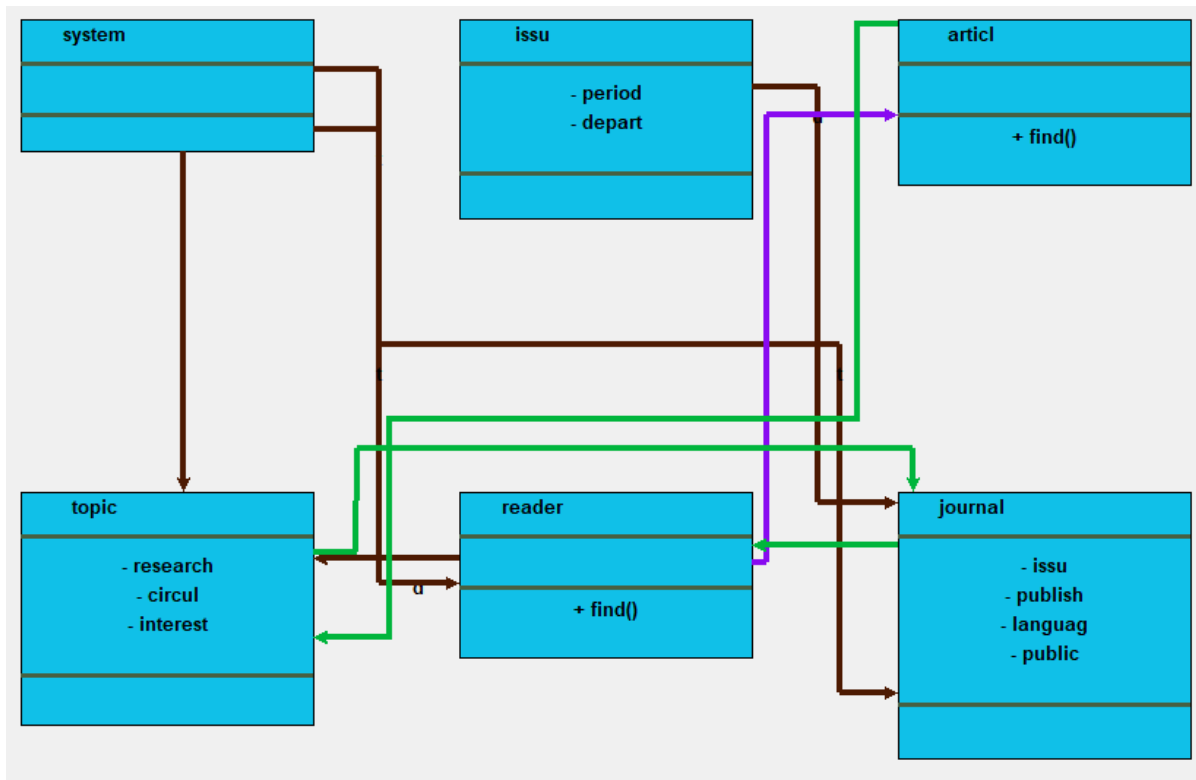 system
issu
- period
- depart
articl
+ find()
t
t
topic
- research
- circul
- interest
reader
+ find()
d
journal
- issu
- publish
- languag
- public